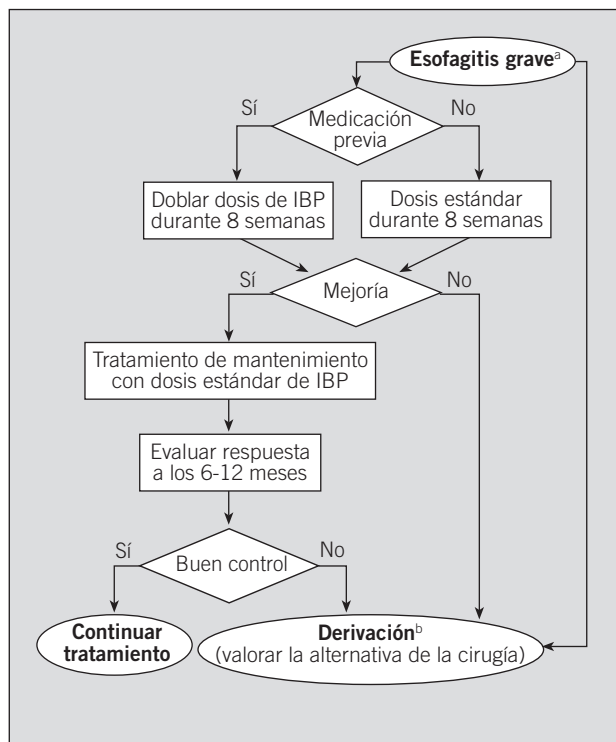 Esofagitis grave^a
Sí
Medicación
previa
No
Doblar dosis de IBP
durante 8 semanas
Dosis estándar
durante 8 semanas
Sí
Mejoría
No
Tratamiento de mantenimiento
con dosis estándar de IBP
Evaluar respuesta
a los 6-12 meses
Sí
Buen control
No
Continuar
tratamiento
Derivación^b
(valorar la alternativa de la cirugía)